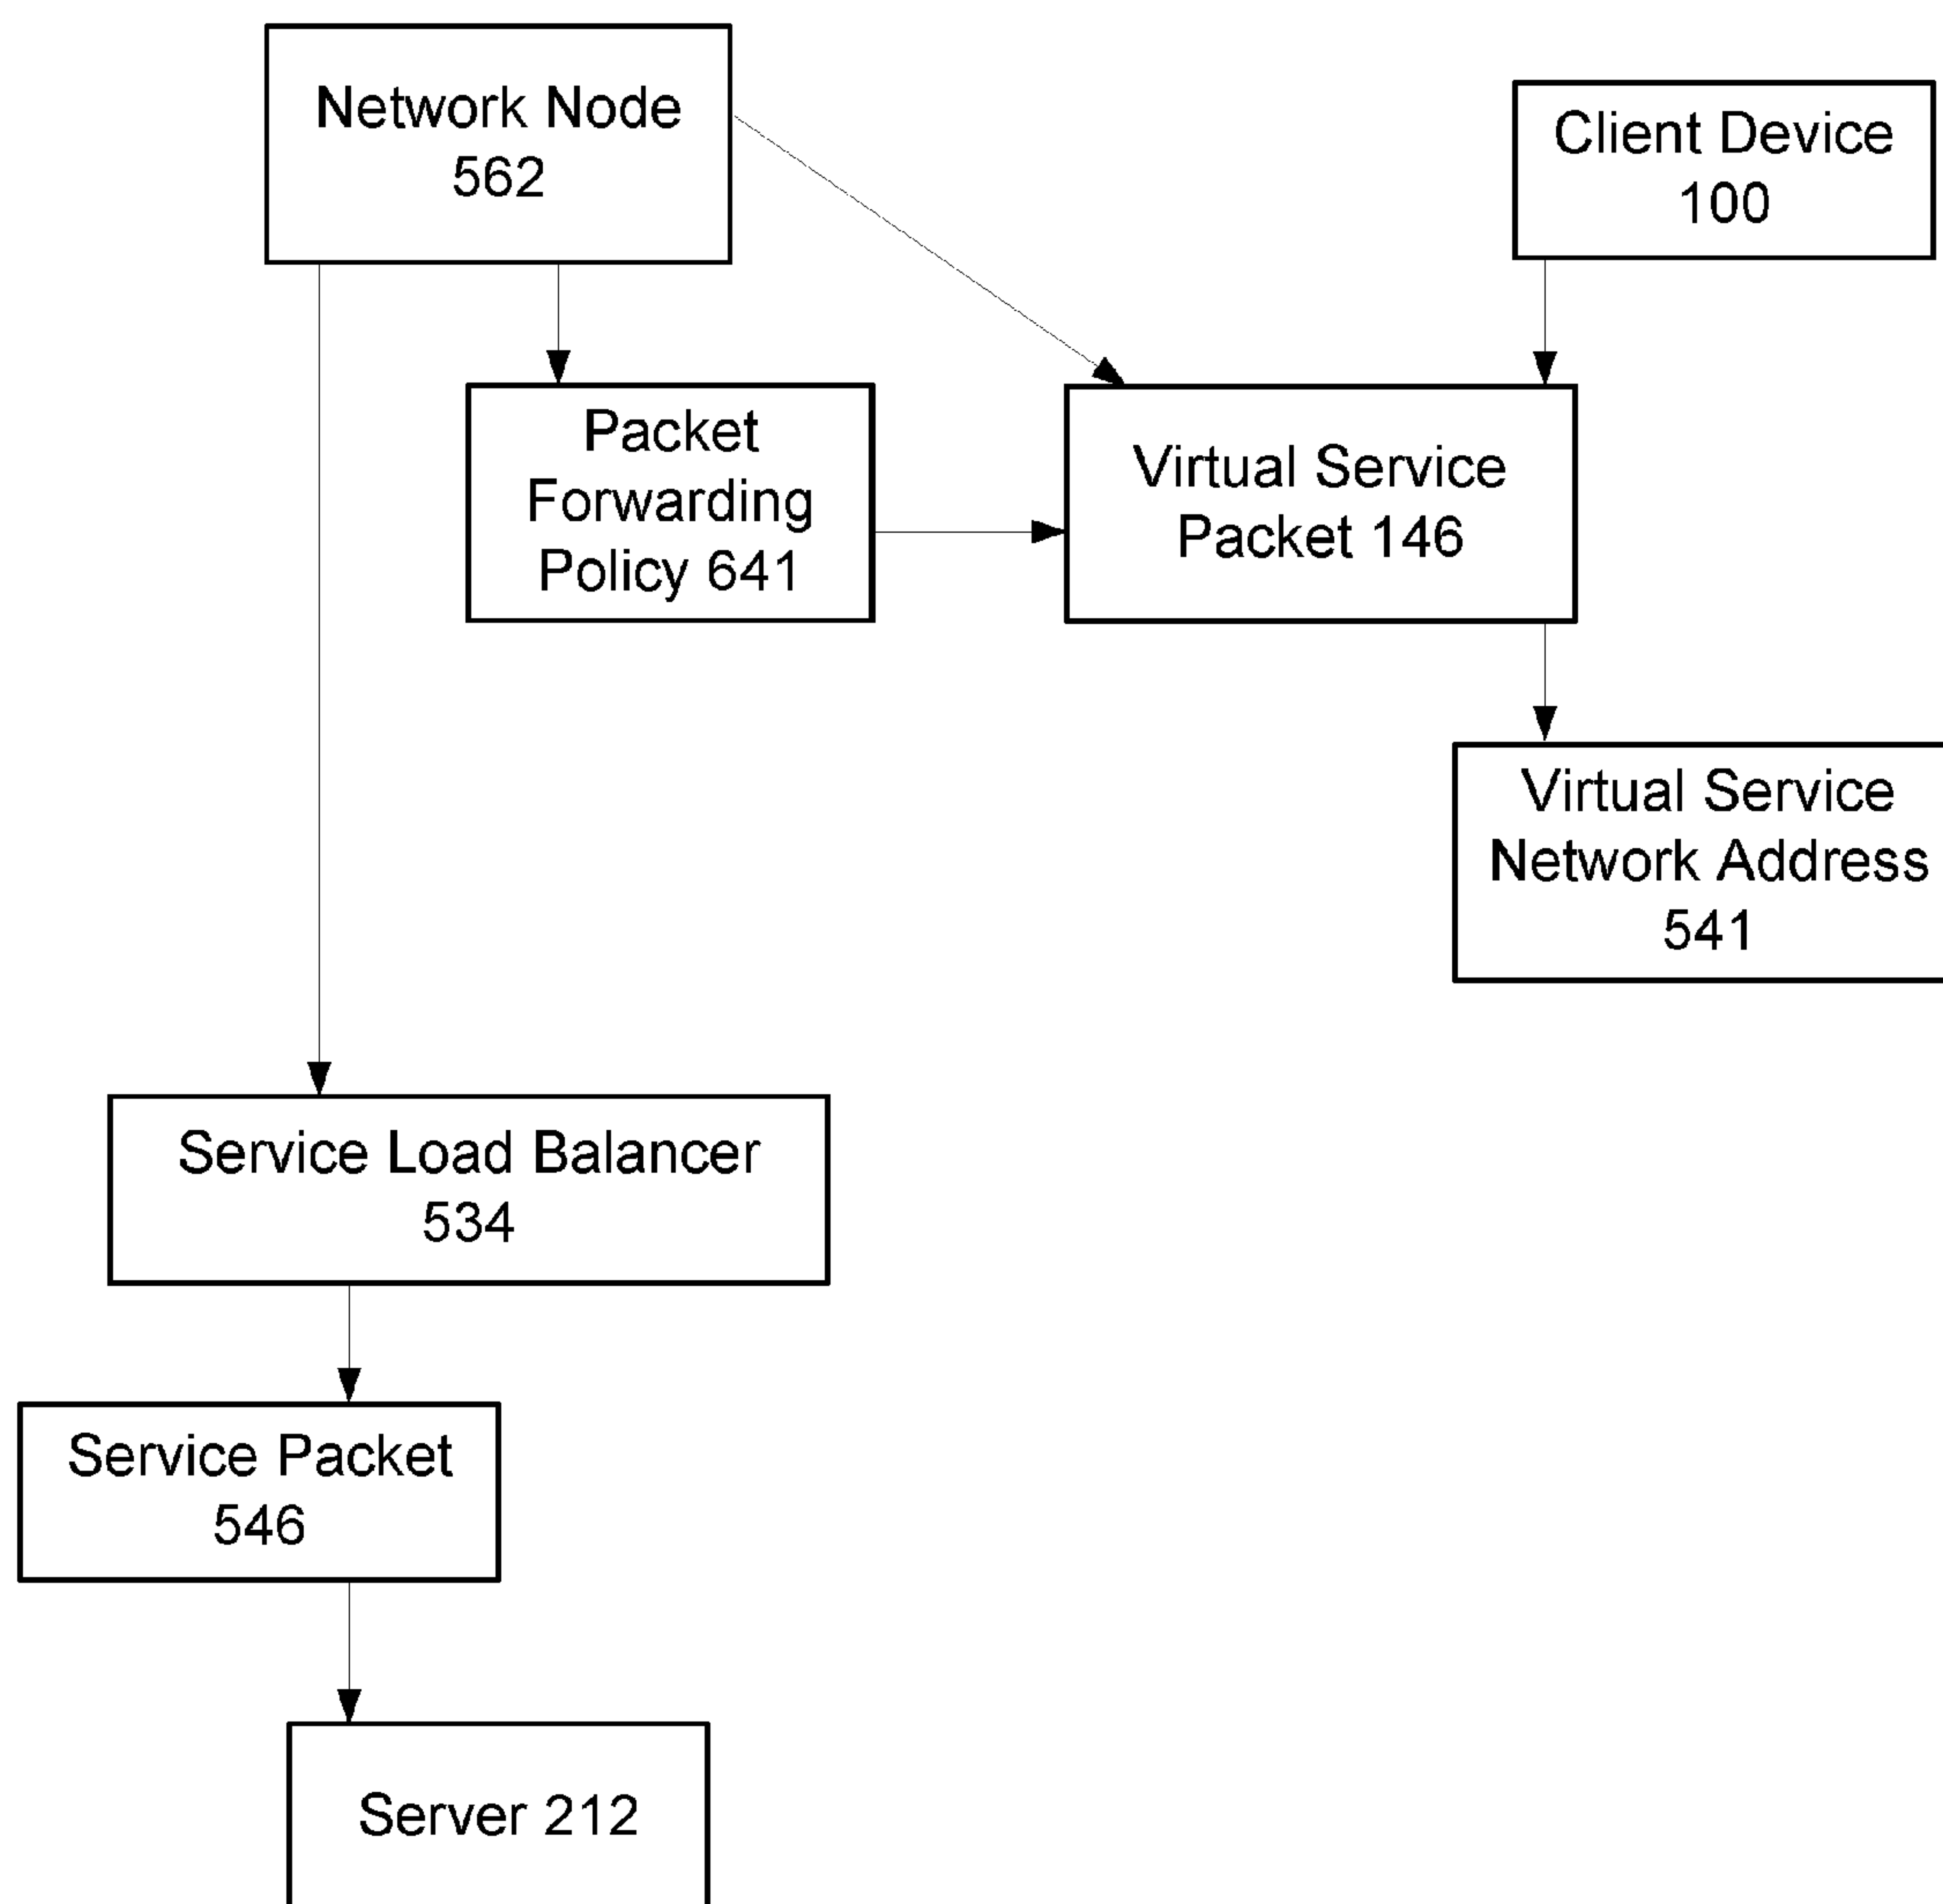 Network Node
562
Client Device
100
Packet
Forwarding
Policy 641
Virtual Service
Packet 146
Virtual Service
Network Address
541
Service Load Balancer
534
Service Packet
546
Server 212